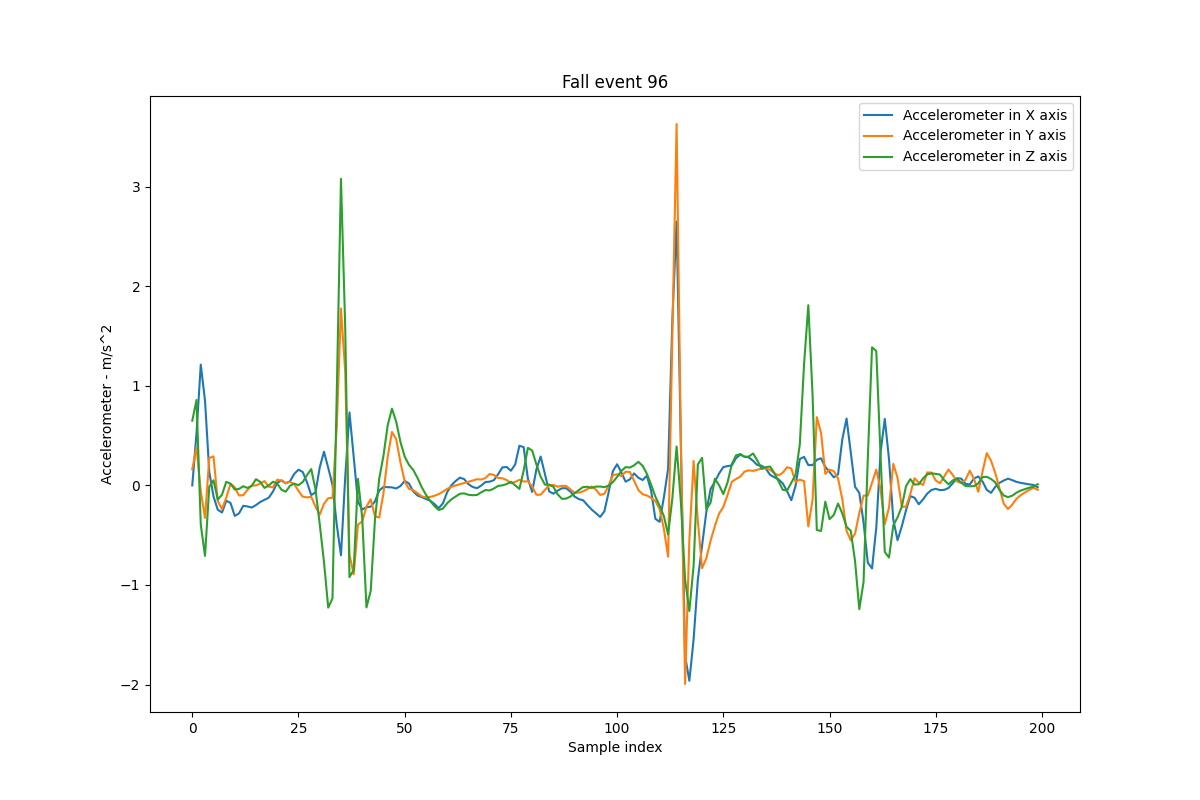 Fall event 96
Accelerometer in X axis
Accelerometer in Y axis
Accelerometer in Z axis
Accelerometer - m/s^2
3
2
1
0
−1
−2
0 25 50 75 100 125 150 175 200
Sample index